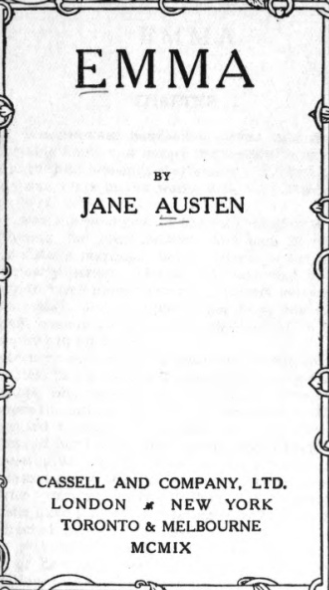 EMMA
BY
JANE AUSTEN
CASSELL AND COMPANY, LTD.
LONDON NEW YORK
TORONTO & MELBOURNE
MCMIX